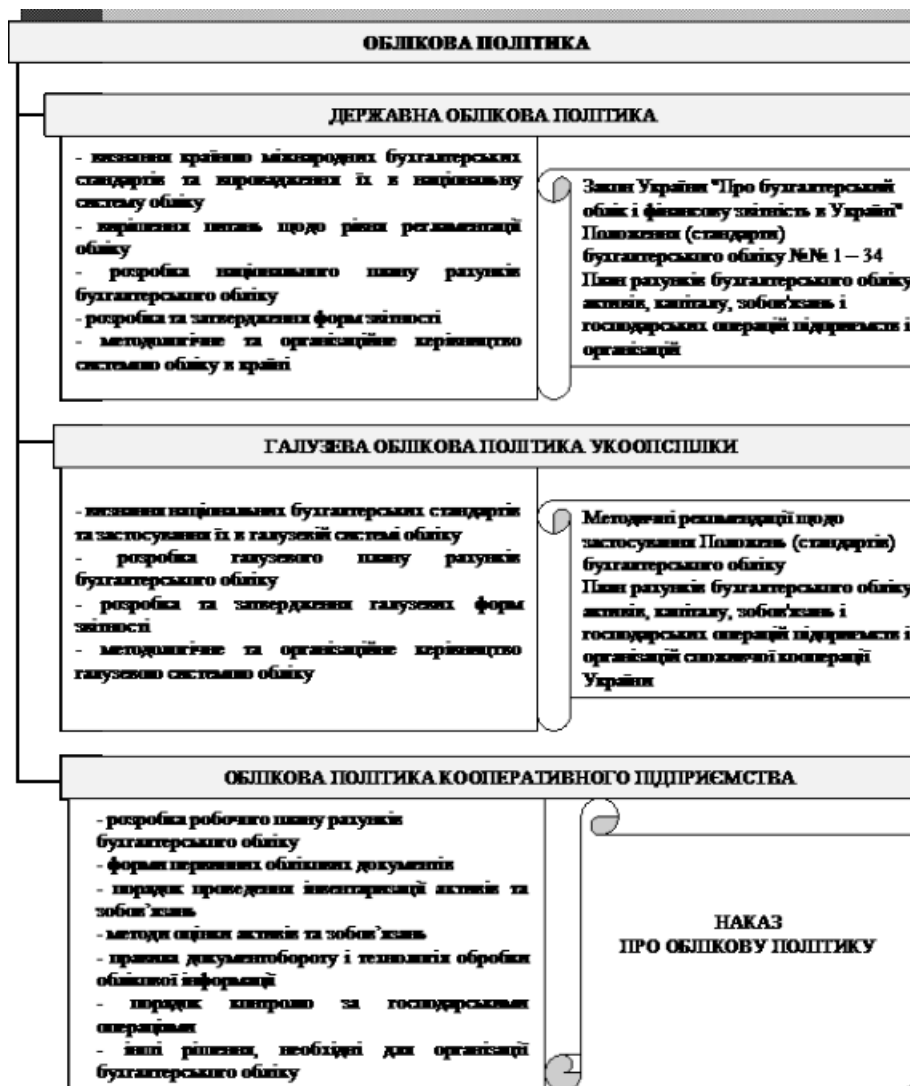 ОБЛІКОВА ПОЛІТИКА
ДЕРЖАВНА ОБЛІКОВА ПОЛІТИКА
- визнання країною міжнародних бухгалтерських
стандартів та впровадження їх в національну
систему обліку
- вирішення питань щодо рівня регламентації
обліку
- розробка національного плану рахунків
бухгалтерського обліку
- розробка та затвердження форм звітності
- методологічне та організаційне керівництво
системою обліку в країні
Закон України "Про бухгалтерський
облік і фінансову звітність в Україні"
Положення (стандарти)
бухгалтерського обліку №№ 1 – 34
План рахунків бухгалтерського обліку
активів, капіталу, зобов'язань і
господарських операцій підприємств і
організацій
ГАЛУЗЕВА ОБЛІКОВА ПОЛІТИКА УКООПСПІЛКИ
- визнання національних бухгалтерських стандартів
та застосування їх в галузевій системі обліку
- розробка галузевого плану рахунків
бухгалтерського обліку
- розробка та затвердження галузевих форм
звітності
- методологічне та організаційне керівництво
галузевою системою обліку
Методичні рекомендації щодо
застосування Положень (стандартів)
бухгалтерського обліку
План рахунків бухгалтерського обліку
активів, капіталу, зобов'язань і
господарських операцій підприємств і
організацій споживчої кооперації
України
ОБЛІКОВА ПОЛІТИКА КООПЕРАТИВНОГО ПІДПРИЄМСТВА
- розробка робочого плану рахунків
бухгалтерського обліку
- форми первинних облікових документів
- порядок проведення інвентаризації активів та
зобов'язань
- методи оцінки активів та зобов'язань
- правила документообороту і технологія обробки
облікової інформації
- порядок контролю за господарськими
операціями
- інші рішення, необхідні для організації
бухгалтерського обліку
НАКАЗ
ПРО ОБЛІКОВУ ПОЛІТИКУ